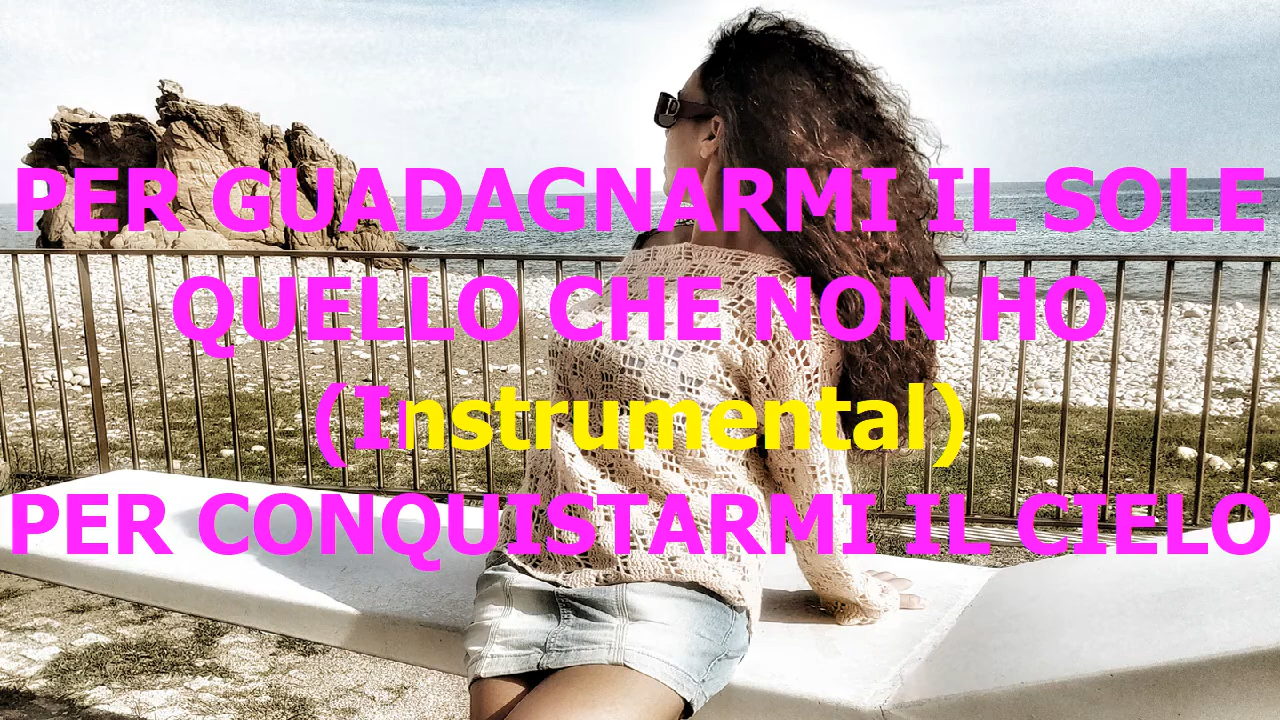 PER GUADAGNARMI IL SOLE
QUELLO CHE NON HO
(Instrumental)
PER CONQUISTARMI IL CIELO